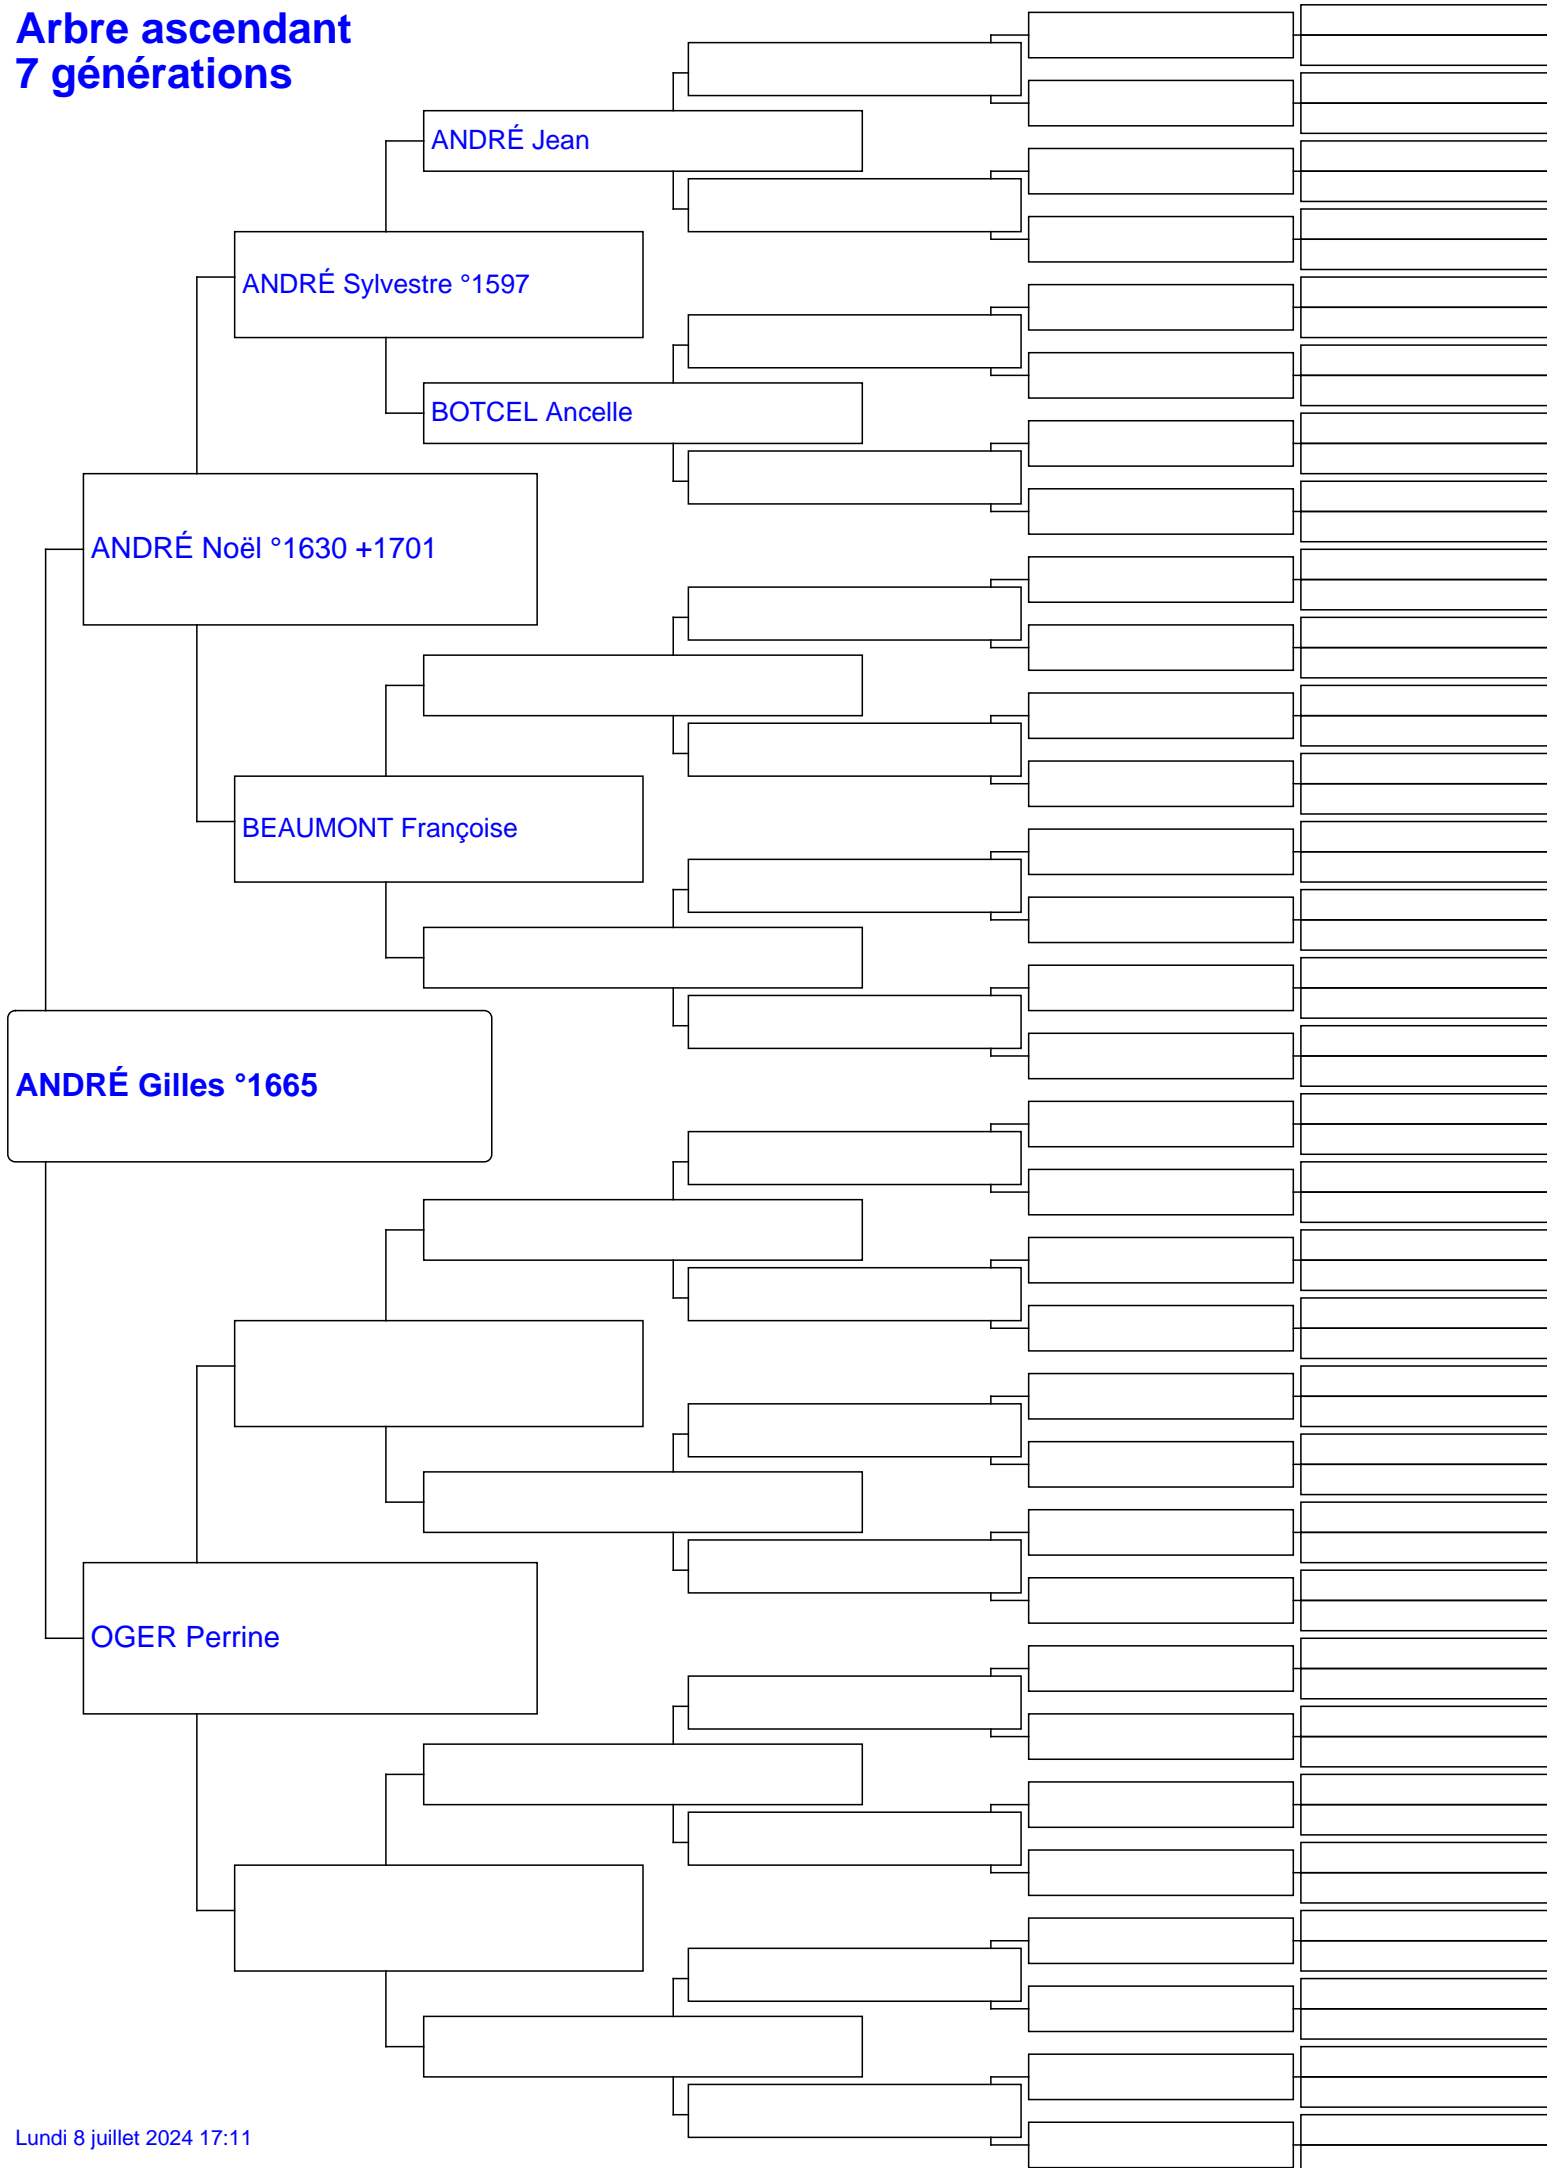 Arbre ascendant
7 générations
ANDRÉ Jean
ANDRÉ Sylvestre °1597
BOTCEL Ancelle
ANDRÉ Noël °1630 +1701
BEAUMONT Françoise
ANDRÉ Gilles °1665
OGER Perrine
Lundi 8 juillet 2024 17:11